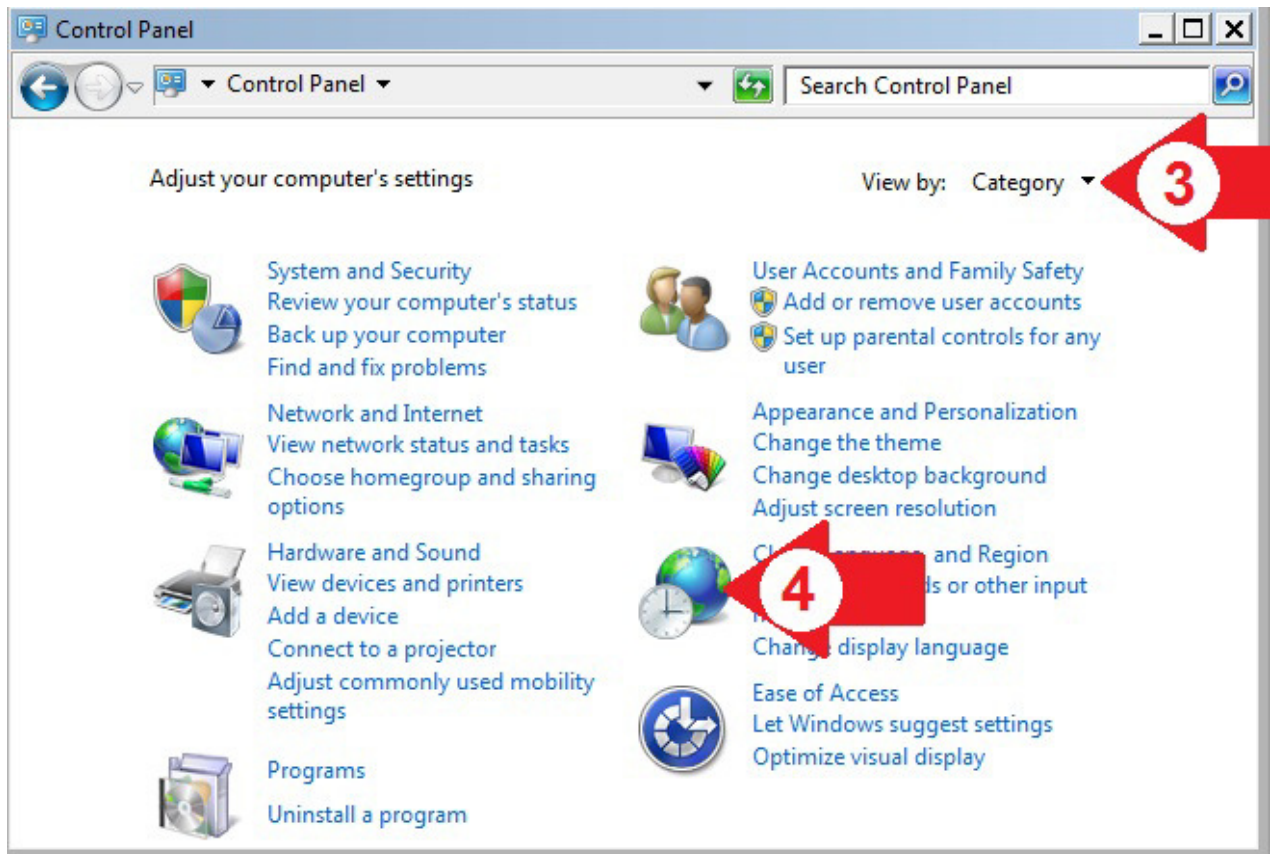 Control Panel
Control Panel
Search Control Panel
Adjust your computer's settings
View by: Category
3
System and Security
Review your computer's status
Back up your computer
Find and fix problems
Network and Internet
View network status and tasks
Choose homegroup and sharing
options
Hardware and Sound
View devices and printers
Add a device
Connect to a projector
Adjust commonly used mobility
settings
Programs
Uninstall a program
User Accounts and Family Safety
Add or remove user accounts
Set up parental controls for any
user
Appearance and Personalization
Change the theme
Change desktop background
Adjust screen resolution
and Region
4
or other input
Change display language
Ease of Access
Let Windows suggest settings
Optimize visual display